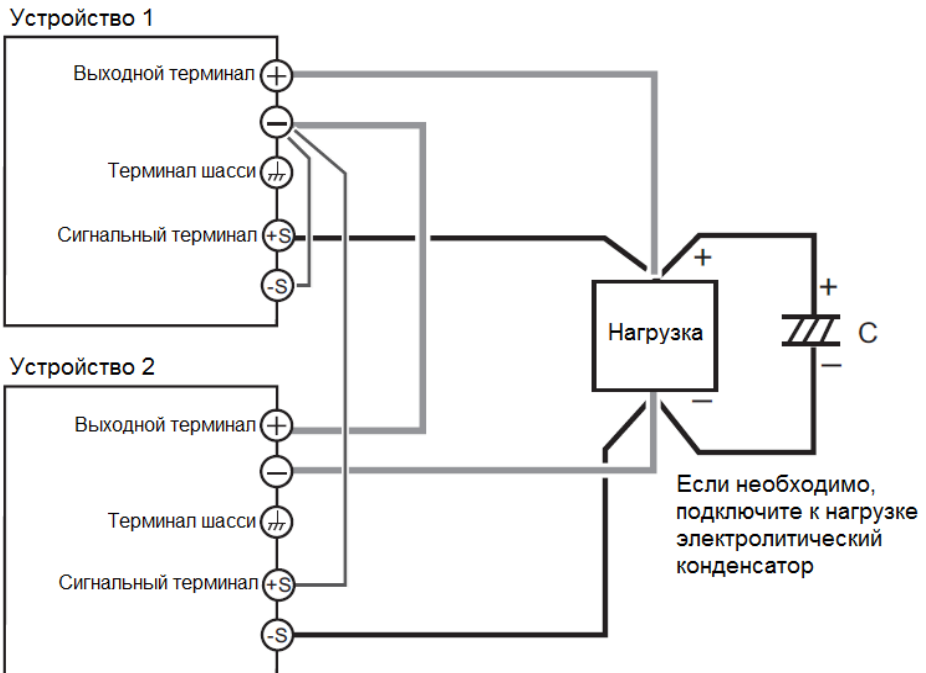 Устройство 1
Выходной терминал +
−
Терминал шасси
Сигнальный терминал +S
-S
+
+
Нагрузка
C
−
−
Устройство 2
Выходной терминал +
−
Терминал шасси
Сигнальный терминал +S
-S
Если необходимо,
подключите к нагрузке
электролитический
конденсатор